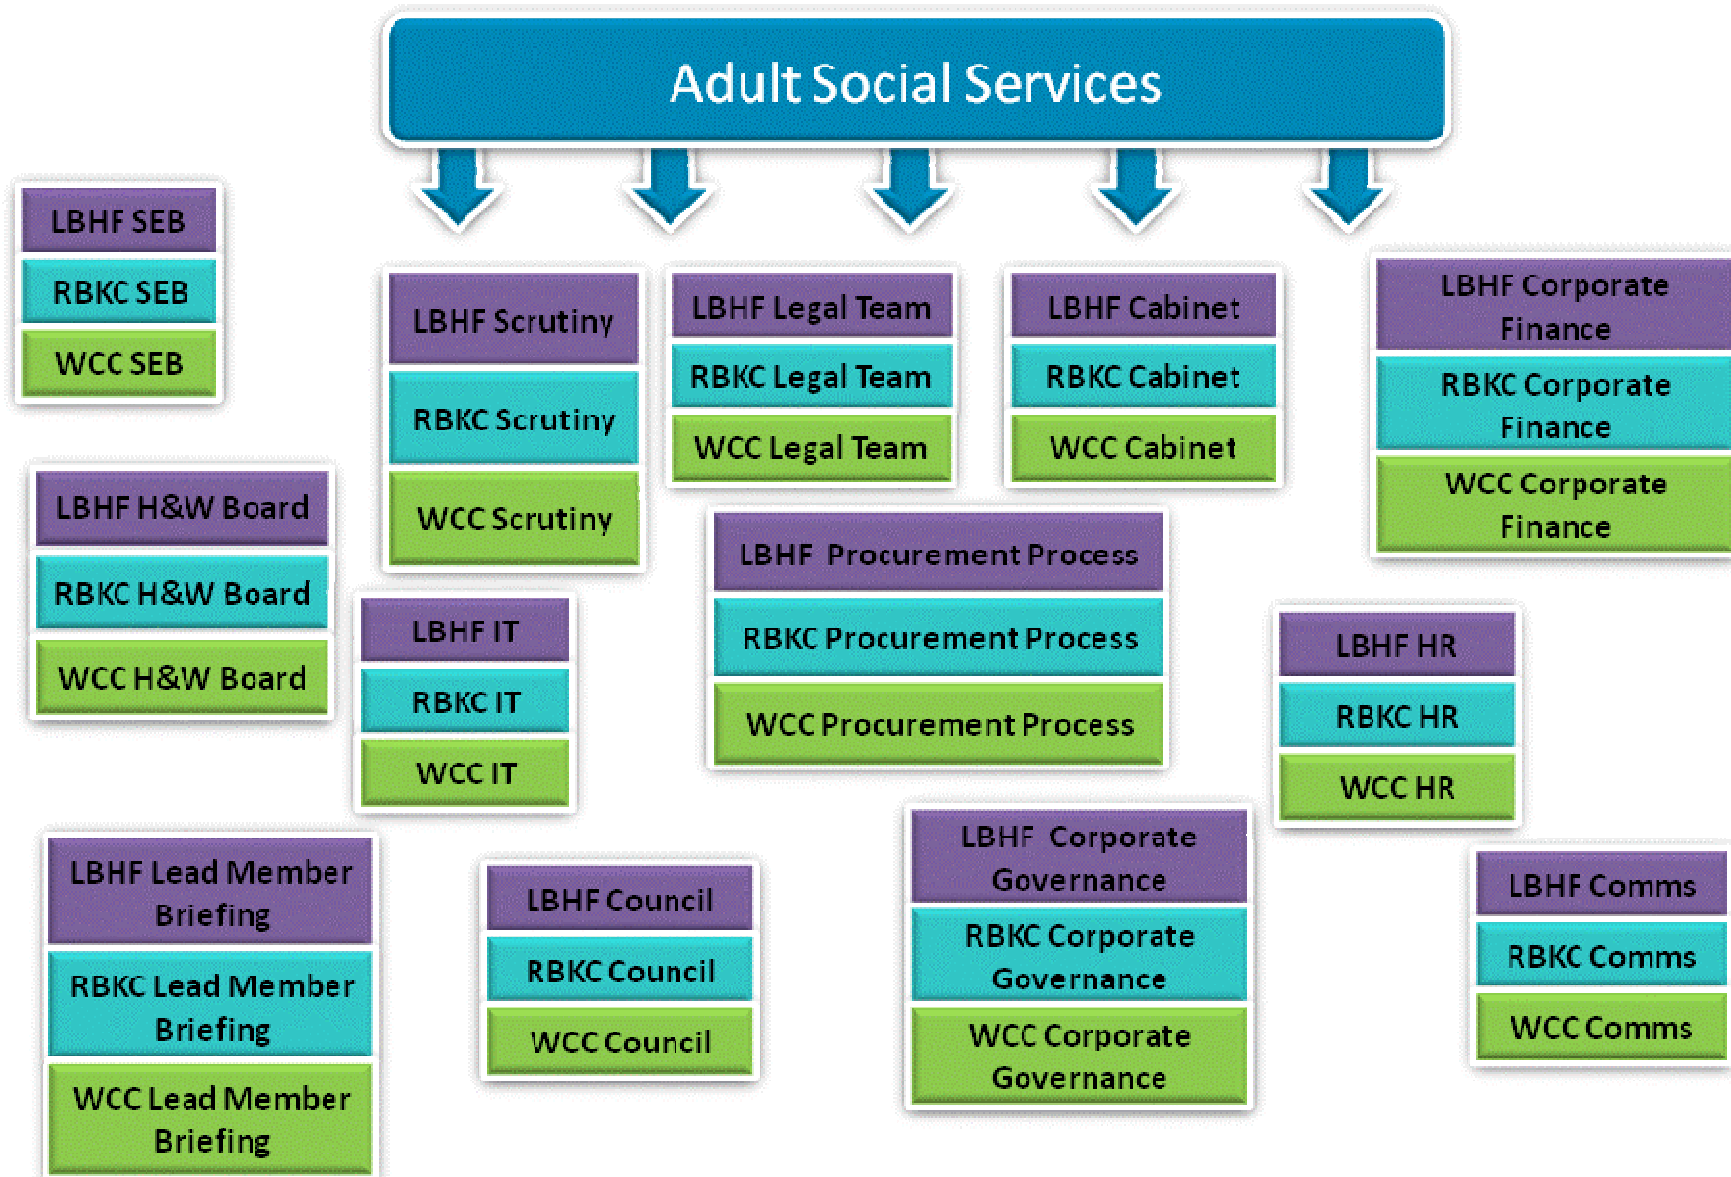 Adult Social Services
LBHF SEB
RBKC SEB
WCC SEB
LBHF Scrutiny
RBKC Scrutiny
WCC Scrutiny
LBHF Legal Team
RBKC Legal Team
WCC Legal Team
LBHF Cabinet
RBKC Cabinet
WCC Cabinet
LBHF Corporate
Finance
RBKC Corporate
Finance
WCC Corporate
Finance
LBHF H&W Board
RBKC H&W Board
WCC H&W Board
LBHF IT
RBKC IT
WCC IT
LBHF Procurement Process
RBKC Procurement Process
WCC Procurement Process
LBHF HR
RBKC HR
WCC HR
LBHF Lead Member
Briefing
RBKC Lead Member
Briefing
WCC Lead Member
Briefing
LBHF Council
RBKC Council
WCC Council
LBHF Corporate
Governance
RBKC Corporate
Governance
WCC Corporate
Governance
LBHF Comms
RBKC Comms
WCC Comms